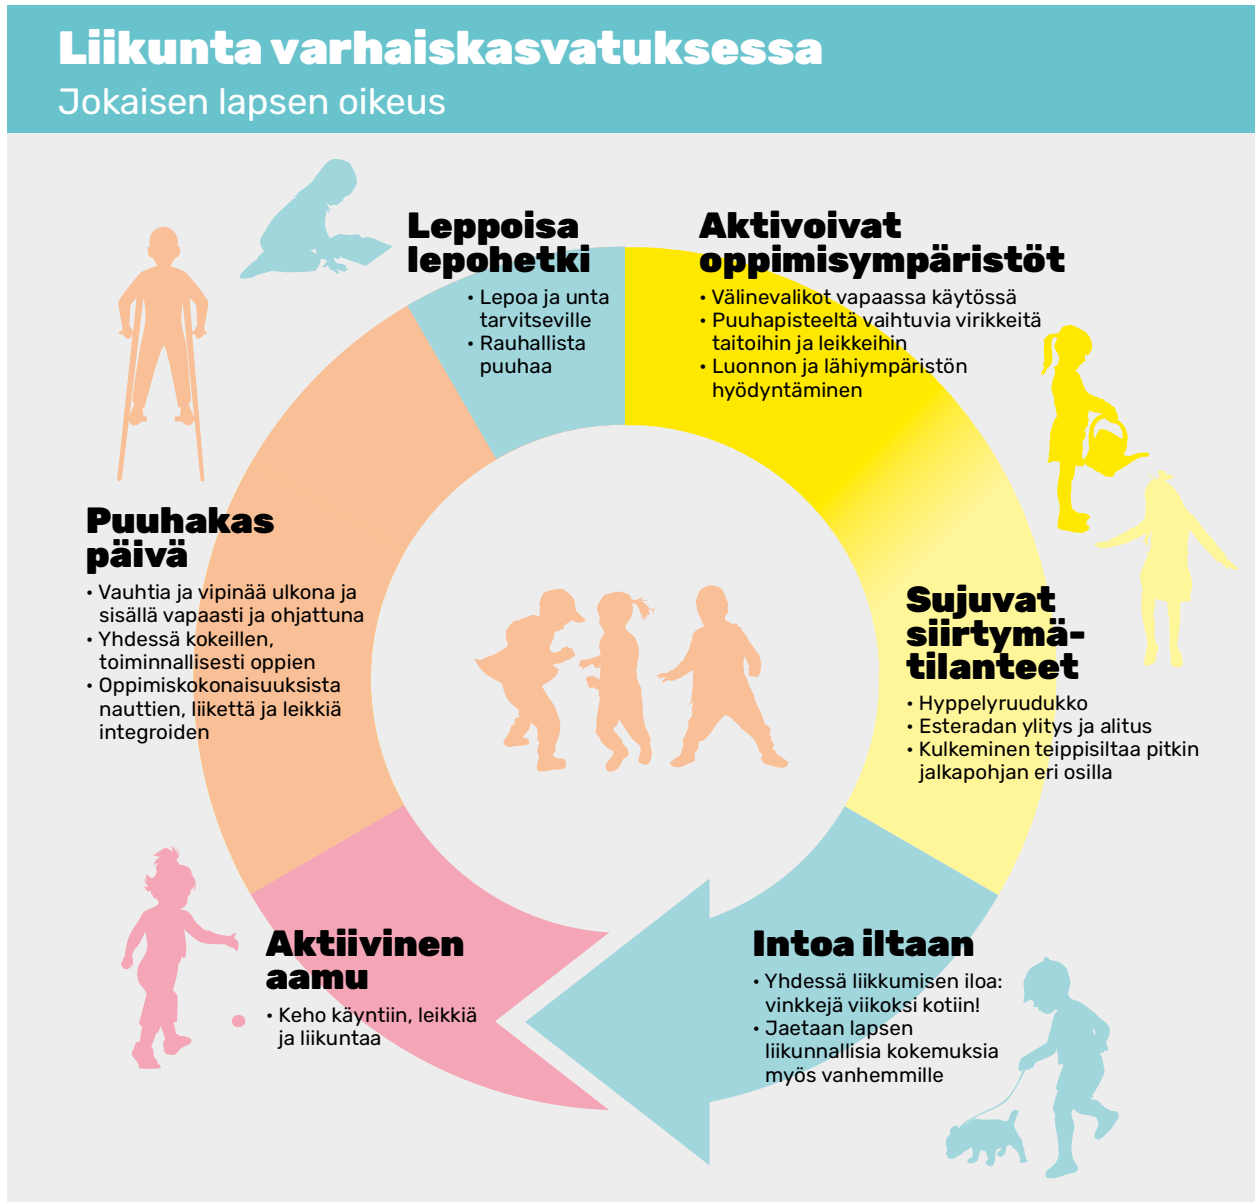 Liikunta varhaiskasvatuksessa
Jokaisen lapsen oikeus
Leppoisa
lepohetki
• Lepoa ja unta
tarvitseville
• Rauhallista
puuhaa
Aktivoivat
oppimisympäristöt
• Välinevalikot vapaassa käytössä
• Puuhapisteeltä vaihtuvia virikkeitä
taitoihin ja leikkeihin
• Luonnon ja lähiympäristön
hyödyntäminen
Puuhakas
päivä
• Vauhtia ja vipinää ulkona ja
sisällä vapaasti ja ohjattuna
• Yhdessä kokeillen,
toiminnallisesti oppien
• Oppimiskokonaisuuksista
nauttien, liikettä ja leikkiä
integroiden
Sujuvat
siirtymä-
tilanteet
• Hyppelyruudukko
• Esteradan ylitys ja alitus
• Kulkeminen teippisiltaa pitkin
jalkapohjan eri osilla
Aktiivinen
aamu
• Keho käyntiin, leikkiä
ja liikuntaa
Intoa iltaan
• Yhdessä liikkumisen iloa:
vinkkejä viikoksi kotiin!
• Jaetaan lapsen
liikunnallisia kokemuksia
myös vanhemmille